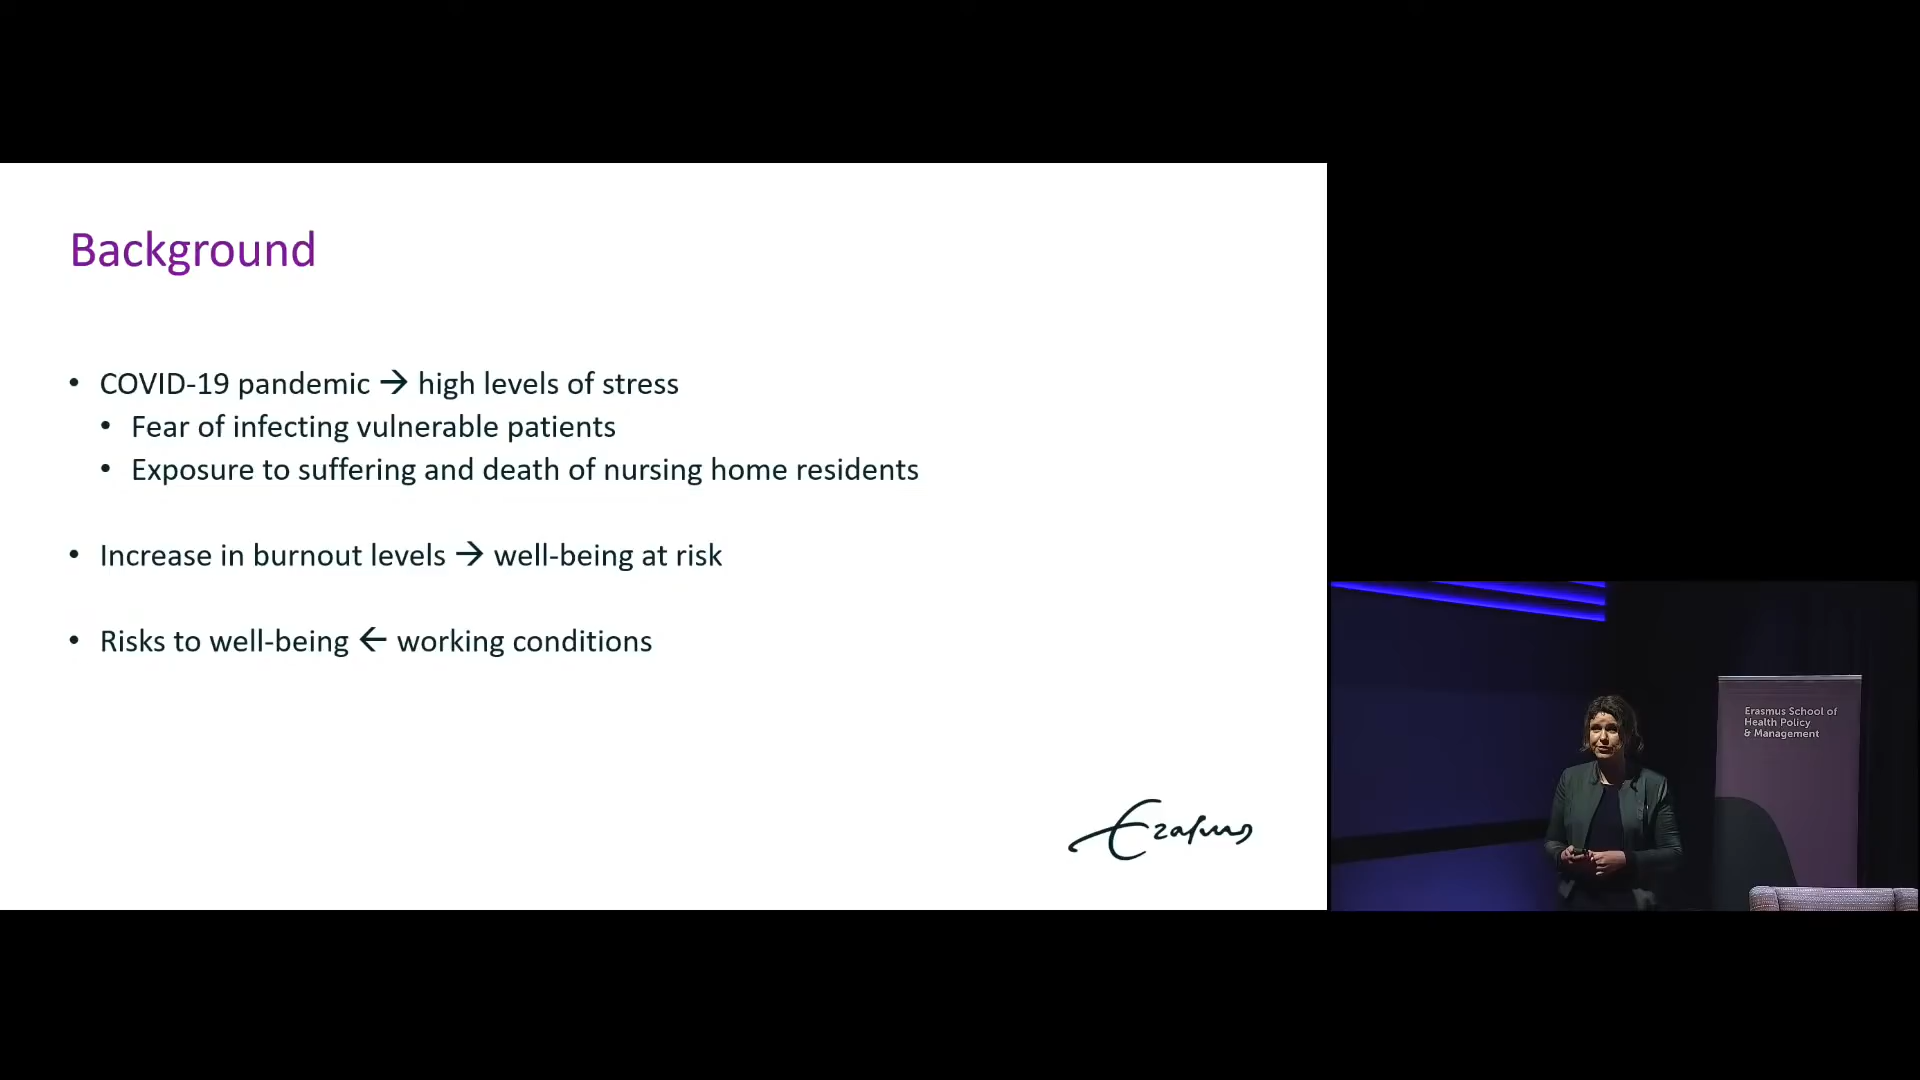 Background
• COVID-19 pandemic → high levels of stress
• Fear of infecting vulnerable patients
• Exposure to suffering and death of nursing home residents
• Increase in burnout levels → well-being at risk
• Risks to well-being ← working conditions
Erasmus
Erasmus School of
Health Policy
& Management